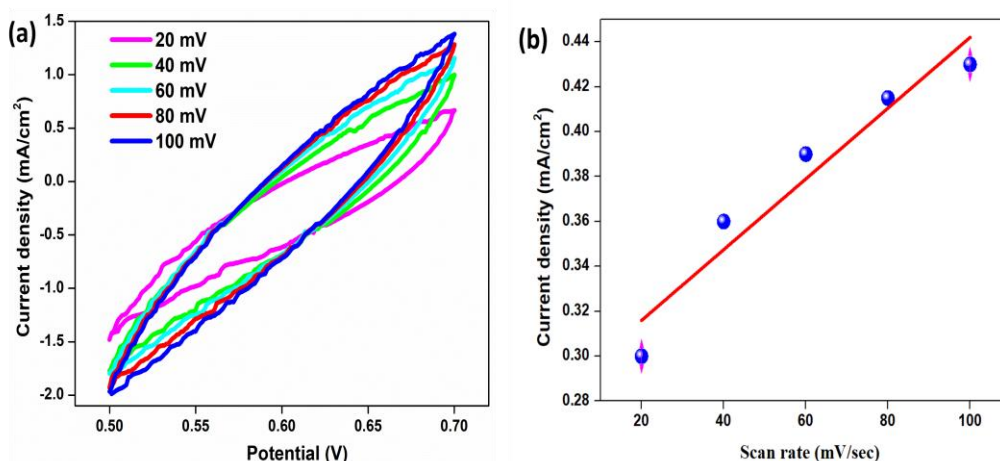 (a)
20 mV
40 mV
60 mV
80 mV
100 mV
Current density (mA/cm²)
1.5
1.0
0.5
0.0
-0.5
-1.0
-1.5
-2.0
0.50 0.55 0.60 0.65 0.70
Potential (V)
(b)
Current density (mA/cm²)
0.44
0.42
0.40
0.38
0.36
0.34
0.32
0.30
0.28
20 40 60 80 100
Scan rate (mV/sec)